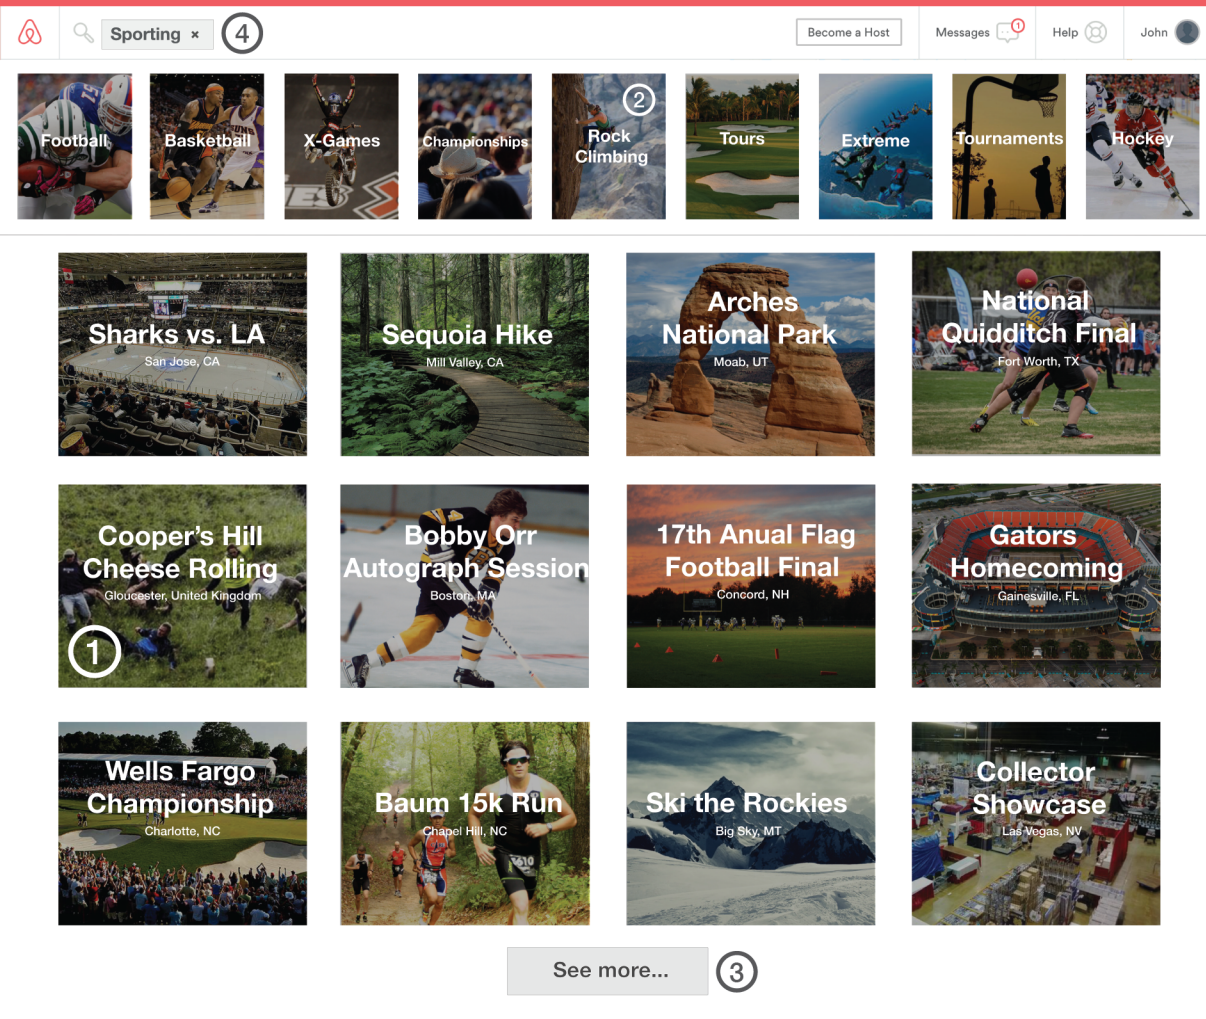 Sporting ×
4
Become a Host
Messages
1
Help
John
Football
Basketball
X-Games
Championships
2
Rock
Climbing
Tours
Extreme
Tournaments
Hockey
Sharks vs. LA
San Jose, CA
Sequoia Hike
Mill Valley, CA
Arches
National Park
Moab, UT
National
Quidditch Final
Fort Worth, TX
Cooper's Hill
Cheese Rolling
Gloucester, United Kingdom
1
Bobby Orr
Autograph Session
Boston, MA
17th Anual Flag
Football Final
Concord, NH
Gators
Homecoming
Gainesville, FL
Wells Fargo
Championship
Charlotte, NC
Baum 15k Run
Chapel Hill, NC
Ski the Rockies
Big Sky, MT
Collector
Showcase
Las Vegas, NV
See more...
3